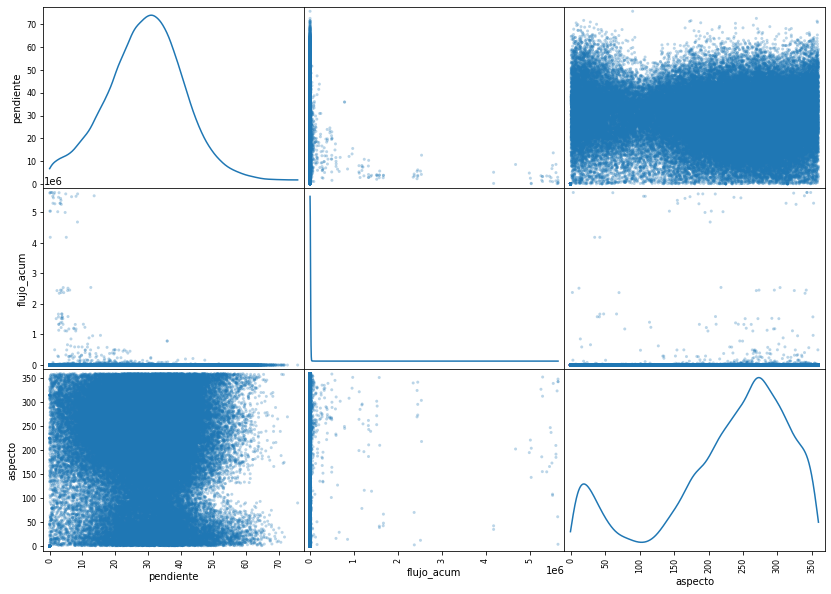 70
60
50
40
30
20
10
0
pendiente
1e6
5
4
3
2
1
0
flujo_acum
350
300
250
200
150
100
50
0
aspecto
0 10 20 30 40 50 60 70
pendiente
0 1 2 3 4 5
1e6
flujo_acum
0 50 100 150 200 250 300 350
aspecto